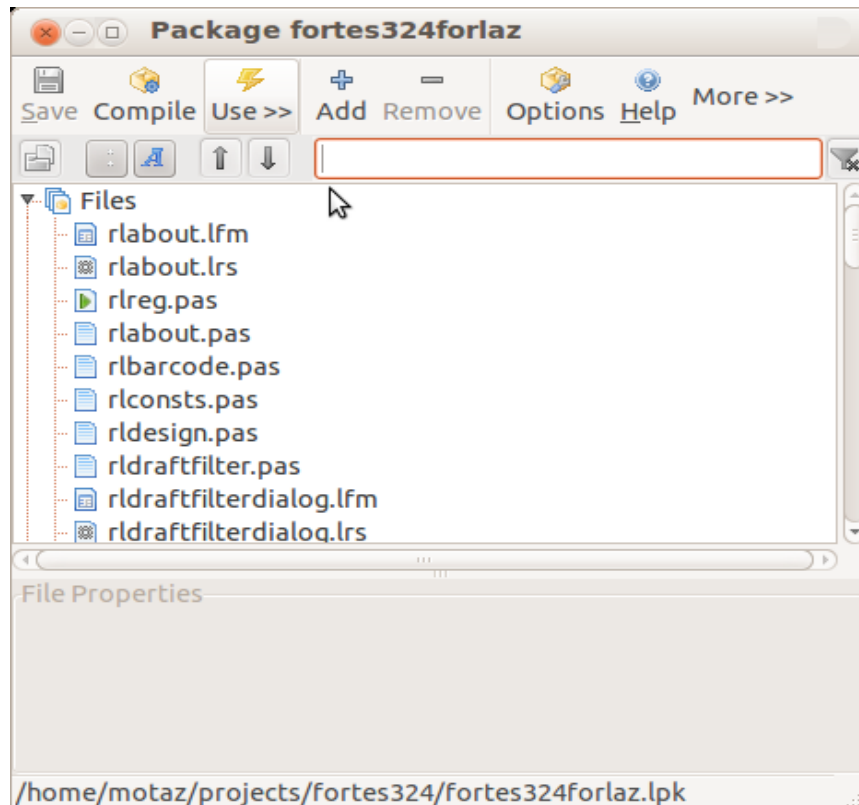 Package fortes324forlaz
Save Compile Use >> Add Remove Options Help More >>
Files
rlabout.lfm
rlabout.lrs
rlreg.pas
rlabout.pas
rlbarcode.pas
rlconsts.pas
rldesign.pas
rldraftfilter.pas
rldraftfilterdialog.lfm
rldraftfilterdialog.lrs
File Properties
/home/motaz/projects/fortes324/fortes324forlaz.lpk